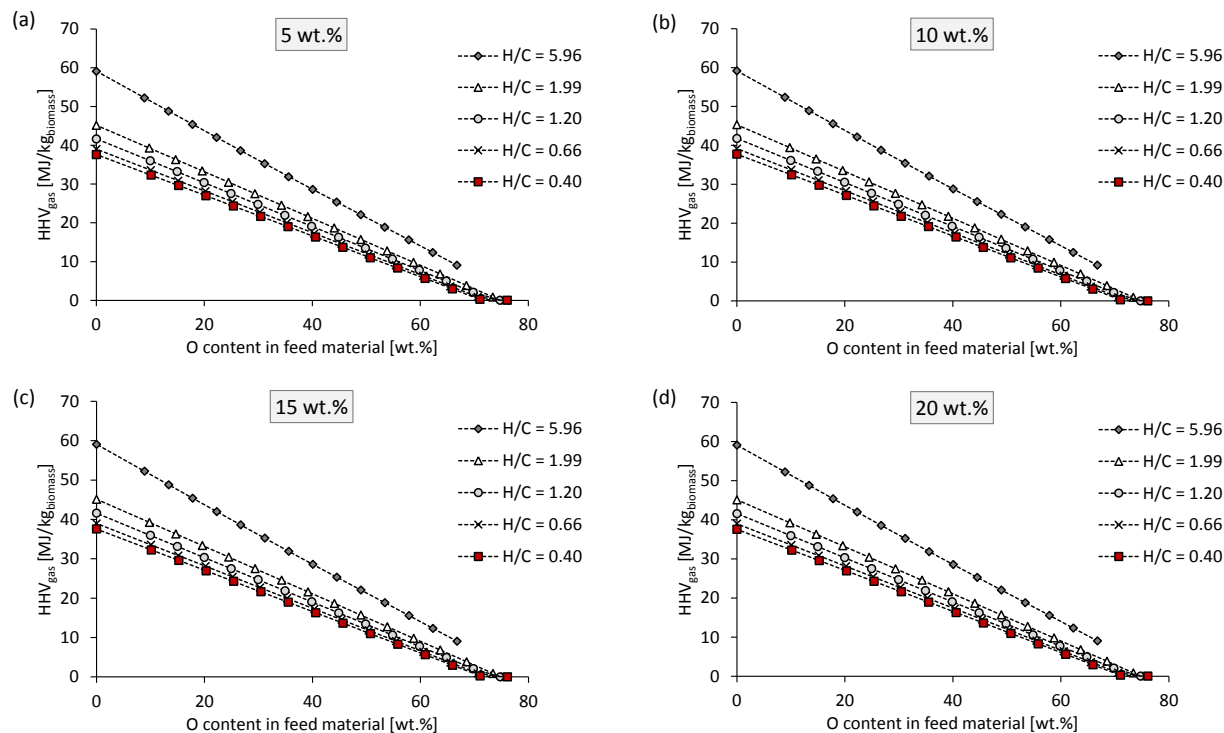 (a)
5 wt.%
HHVgas [MJ/kgbiomass]
70
60
50
40
30
20
10
0
0 20 40 60 80
O content in feed material [wt.%]
H/C = 5.96
H/C = 1.99
H/C = 1.20
H/C = 0.66
H/C = 0.40
(b)
10 wt.%
HHVgas [MJ/kgbiomass]
70
60
50
40
30
20
10
0
0 20 40 60 80
O content in feed material [wt.%]
H/C = 5.96
H/C = 1.99
H/C = 1.20
H/C = 0.66
H/C = 0.40
(c)
15 wt.%
HHVgas [MJ/kgbiomass]
70
60
50
40
30
20
10
0
0 20 40 60 80
O content in feed material [wt.%]
H/C = 5.96
H/C = 1.99
H/C = 1.20
H/C = 0.66
H/C = 0.40
(d)
20 wt.%
HHVgas [MJ/kgbiomass]
70
60
50
40
30
20
10
0
0 20 40 60 80
O content in feed material [wt.%]
H/C = 5.96
H/C = 1.99
H/C = 1.20
H/C = 0.66
H/C = 0.40